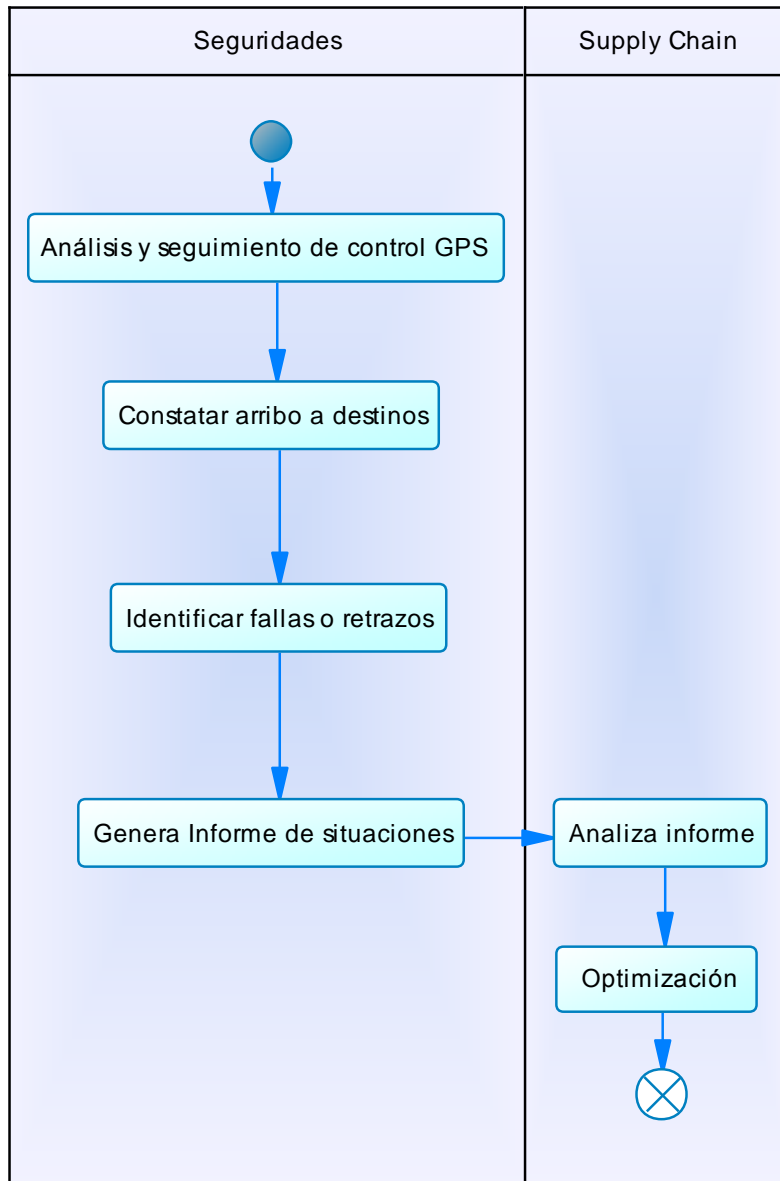 Seguridades
Supply Chain
Análisis y seguimiento de control GPS
Constatar arribo a destinos
Identificar fallas o retrazos
Genera Informe de situaciones
Analiza informe
Optimización